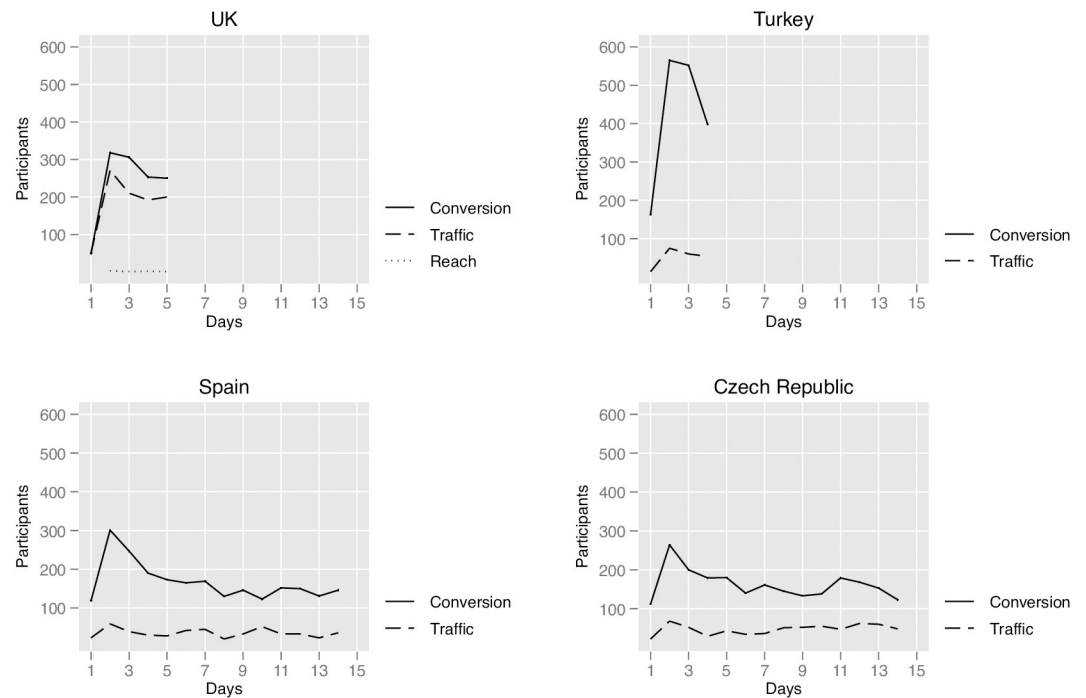 UK
600
500
400
300
200
100
Participants
1 3 5 7 9 11 13 15
Days
Conversion
Traffic
Reach
Turkey
600
500
400
300
200
100
Participants
1 3 5 7 9 11 13 15
Days
Conversion
Traffic
Spain
600
500
400
300
200
100
Participants
1 3 5 7 9 11 13 15
Days
Conversion
Traffic
Czech Republic
600
500
400
300
200
100
Participants
1 3 5 7 9 11 13 15
Days
Conversion
Traffic